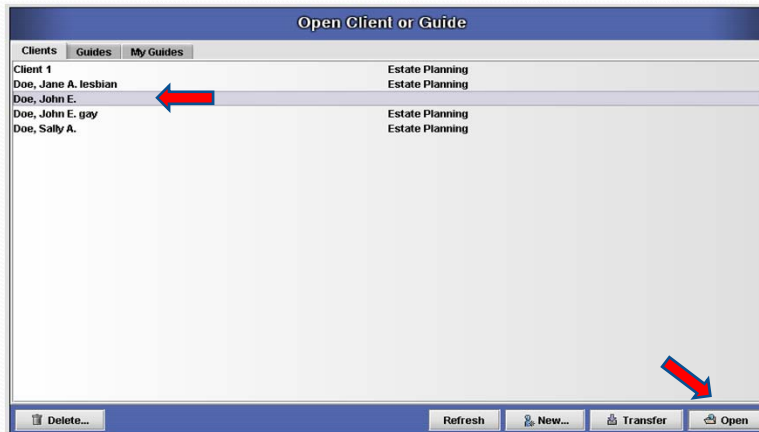 Open Client or Guide
Clients Guides My Guides
Client 1 Estate Planning
Doe, Jane A. lesbian Estate Planning
Doe, John E.
Doe, John E. gay Estate Planning
Doe, Sally A. Estate Planning
Delete... Refresh New... Transfer Open